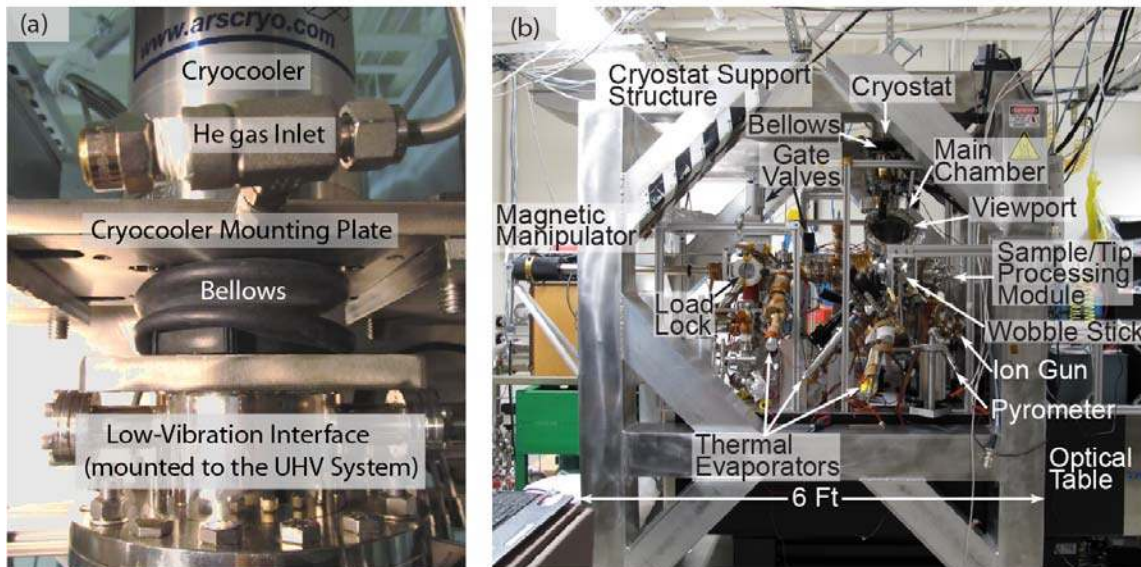 (a)
www.arscryo.com
Cryocooler
He gas Inlet
Cryocooler Mounting Plate
Bellows
Low-Vibration Interface
(mounted to the UHV System)
(b)
Cryostat Support
Structure
Cryostat
Bellows
Gate
Valves
Main
Chamber
Viewport
Magnetic
Manipulator
Sample/Tip
Processing
Module
Load
Lock
Wobble Stick
Ion Gun
Pyrometer
Thermal
Evaporators
Optical
Table
6 Ft